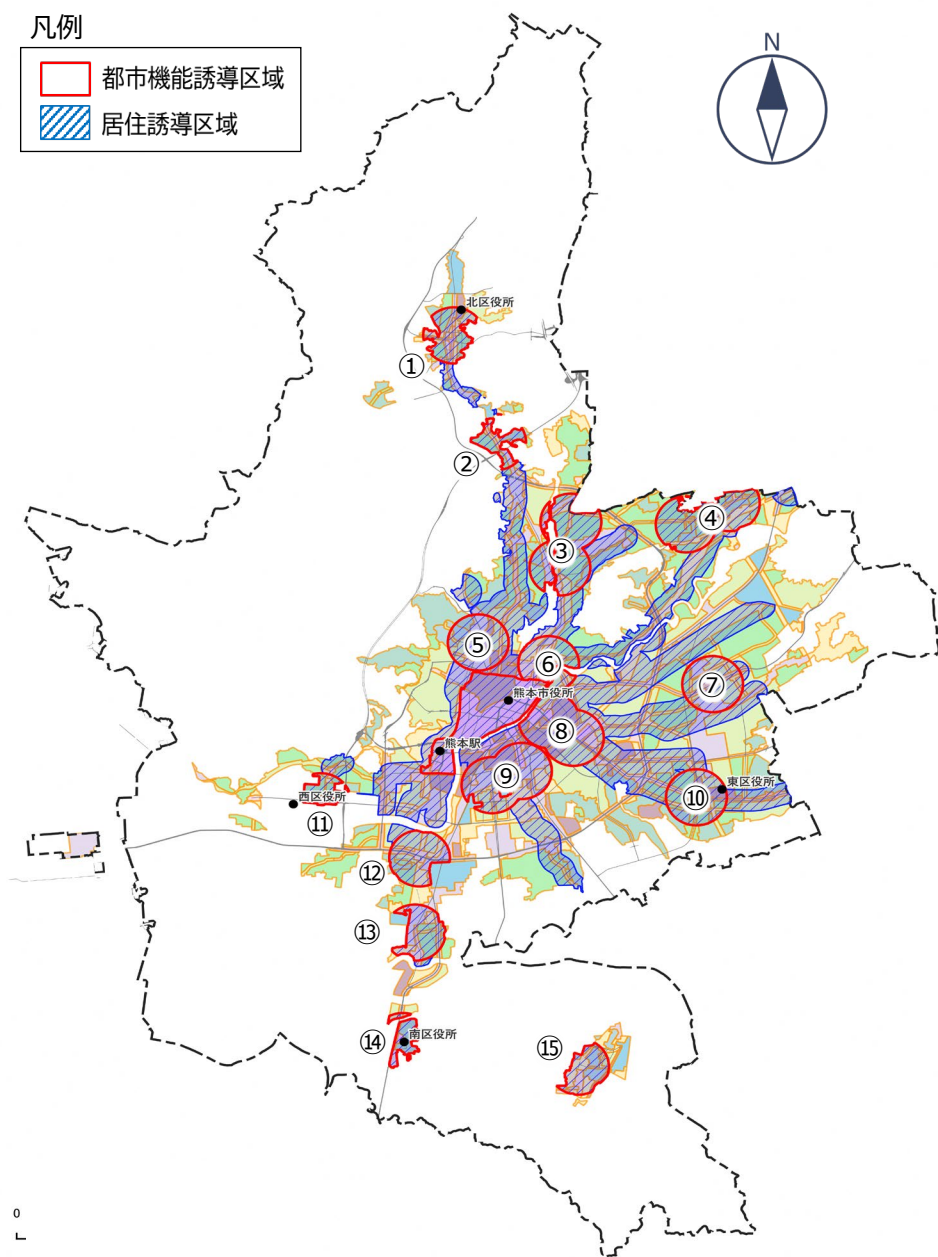 凡例
都市機能誘導区域
居住誘導区域
N
北区役所
①
②
③
④
⑤
⑥
⑦
熊本市役所
⑧
熊本駅
⑨
東区役所
⑩
西区役所
⑪
⑫
⑬
⑭
南区役所
⑮
0